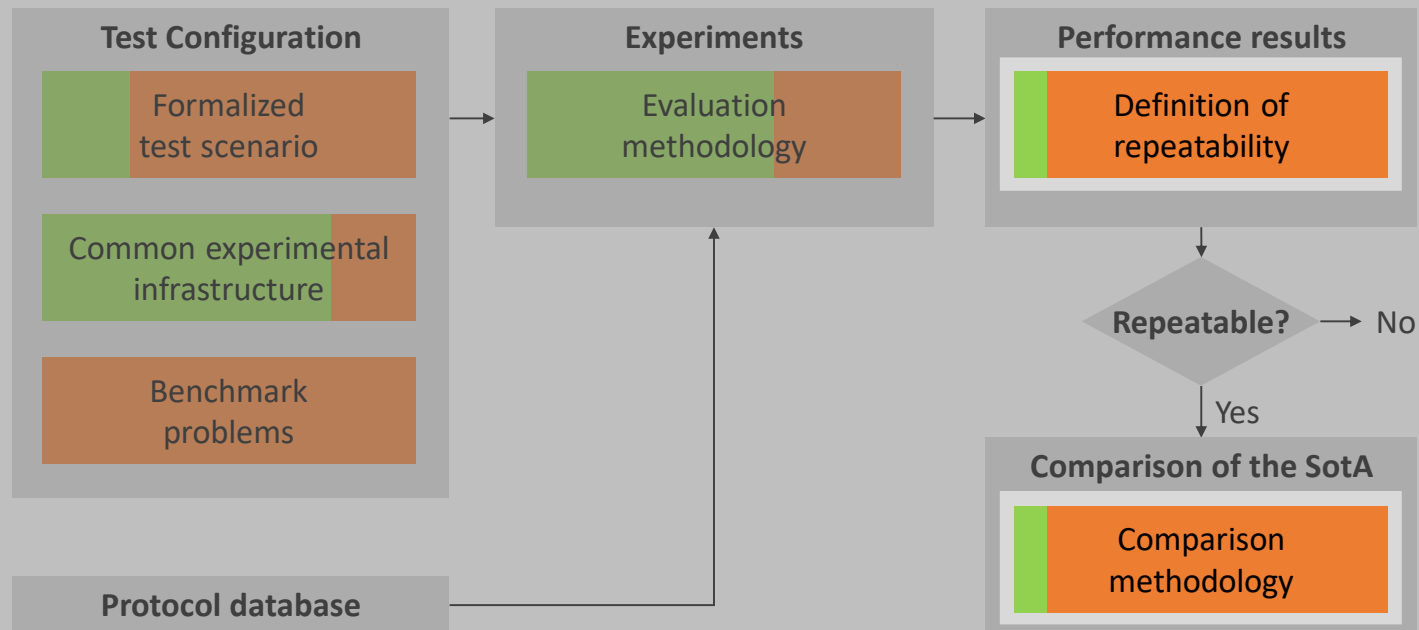 Test Configuration
Formalized
test scenario
Common experimental
infrastructure
Benchmark
problems
Protocol database
Experiments
Evaluation
methodology
Performance results
Definition of
repeatability
Repeatable?
No
Yes
Comparison of the SotA
Comparison
methodology